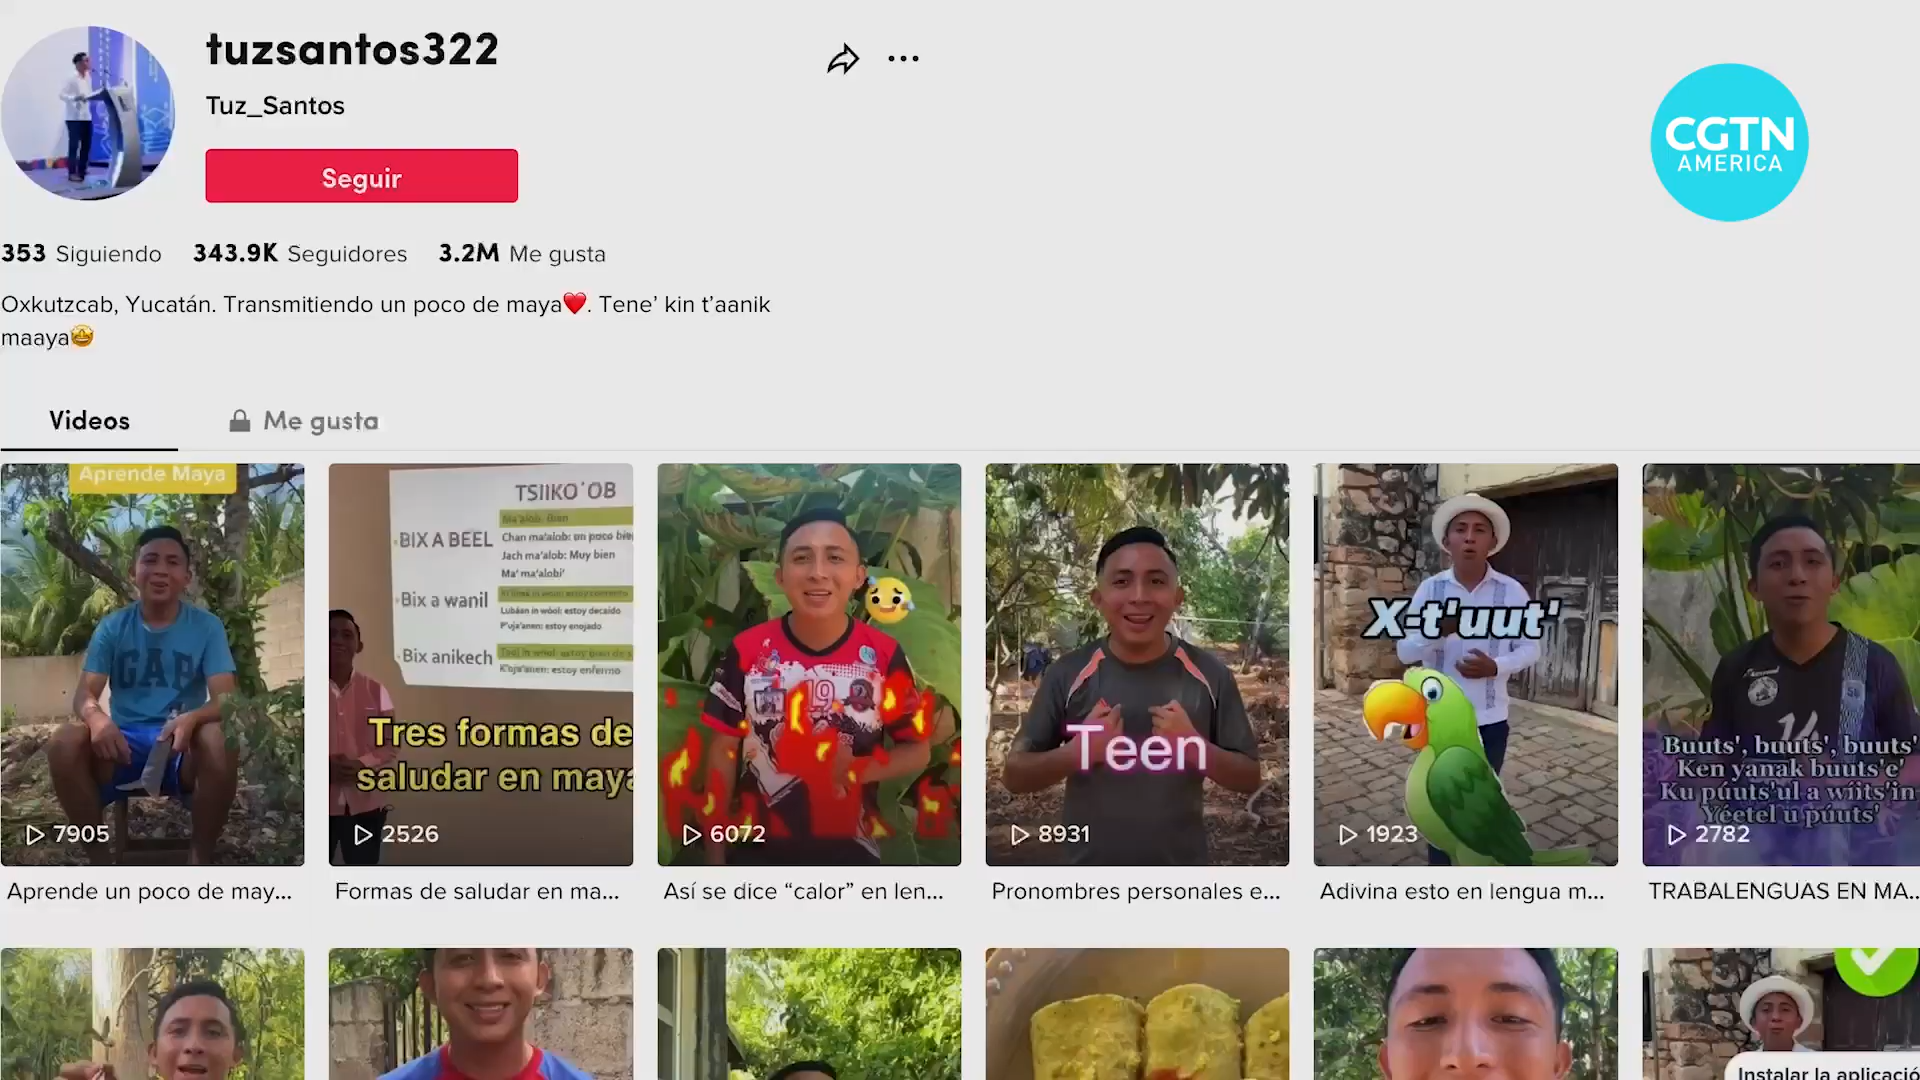 tuzsantos322
Tuz_Santos
CGTN
AMERICA
Seguir
353 Siguiendo 343.9K Seguidores 3.2M Me gusta
Oxkutzcab, Yucatán. Transmitiendo un poco de maya❤️. Tene’ kin t’aanik
maaya🤩
Videos
Me gusta
Aprende Maya
GAP
7905
Aprende un poco de may...
TSIIKO´OB
BIX A BEEL
Ma'alob: Bien
Chan ma'alob: un poco bie
Jach ma'alob: Muy bien
Ma' ma'alobi'
Bix a wanil
Lubáan in wóol: estoy decaído
P'uja'anen: estoy enojado
Bix anikech
K'oja'anen: estoy enfermo
Tres formas de
saludar en maya
2526
Formas de saludar en ma...
19
6072
Así se dice “calor” en len...
Teen
8931
Pronombres personales e...
X-t'uut'
1923
Adivina esto en lengua m...
Buuts', buuts', buuts'
Ken yanak buuts'e'
Ku púuts'ul a wíits'in
Yéetel u púuts'
2782
TRABALENGUAS EN MA...
Instalar la aplicació